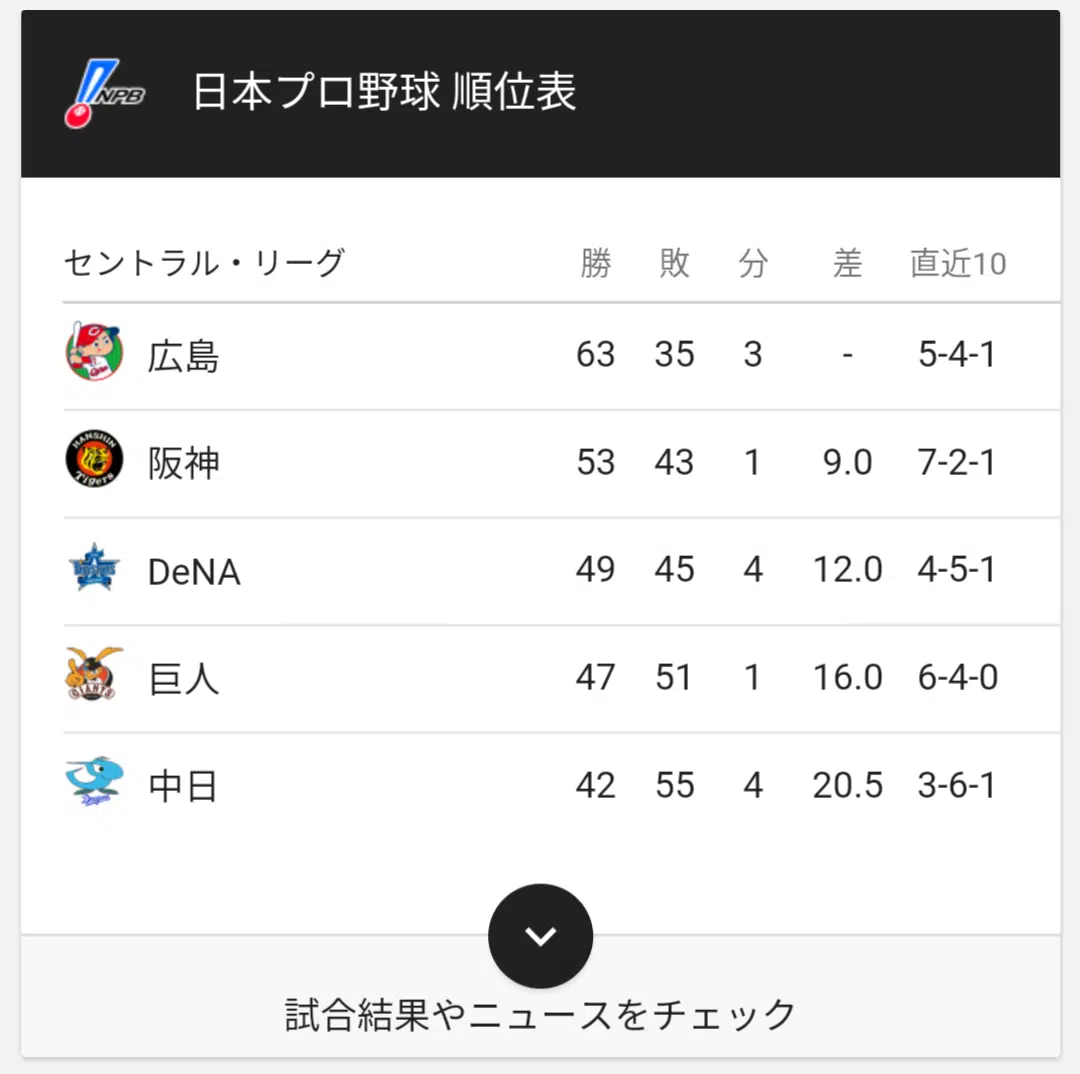 NPB 日本プロ野球 順位表
セントラル・リーグ 勝 敗 分 差 直近10
広島 63 35 3 - 5-4-1
HANSHIN Tigers 阪神 53 43 1 9.0 7-2-1
DeNA 49 45 4 12.0 4-5-1
GIANTS 巨人 47 51 1 16.0 6-4-0
Dragons 中日 42 55 4 20.5 3-6-1
試合結果やニュースをチェック